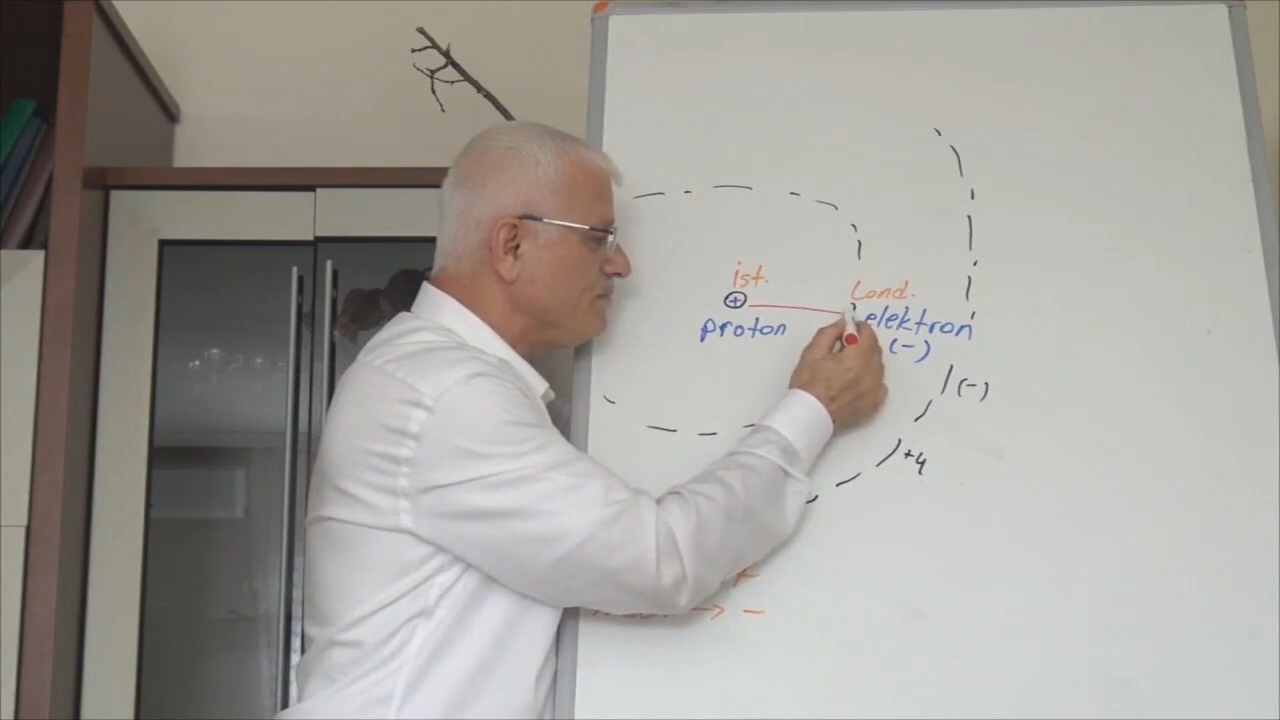 ist.
+
Lond.
proton
elektron
(-)
(-)
+4
→ -